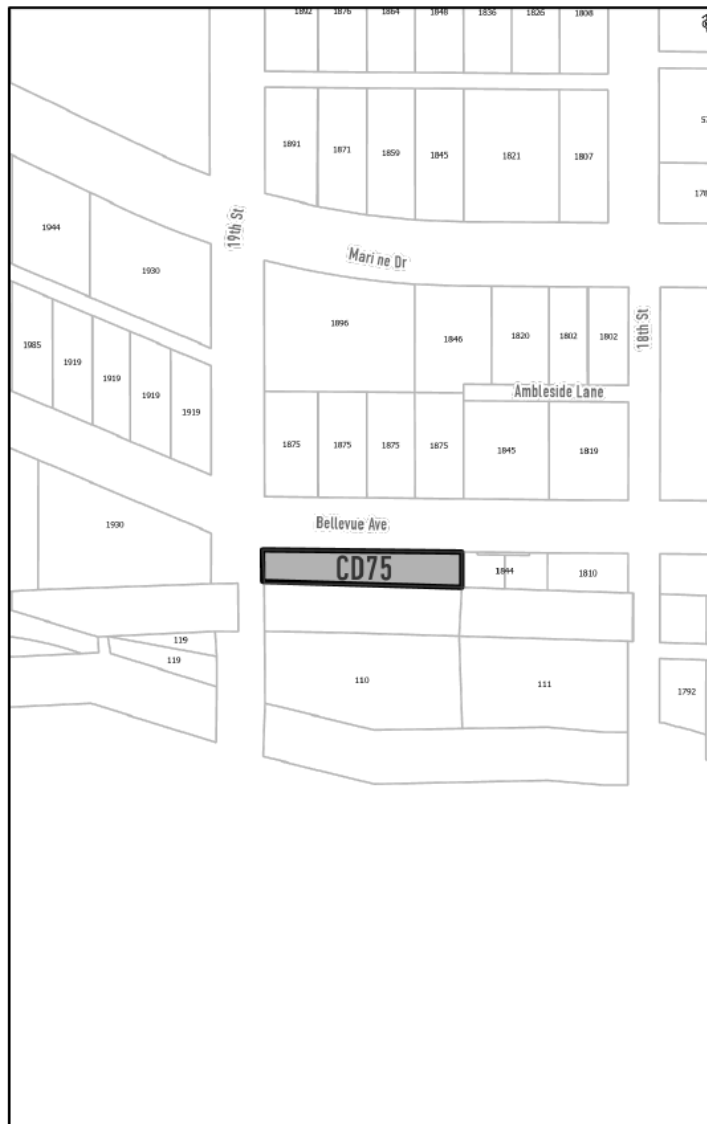 1892 1876 1864 1848 1836 1826 1808
1891 1871 1859 1845 1821 1807
19th St
1944
1930
Marine Dr
1896 1846 1820 1802 1802
18th St
1985 1919 1919 1919 1919
Ambleside Lane
1875 1875 1875 1875 1845 1819
Bellevue Ave
1930
CD75
1844 1810
119
119
110 111 1792